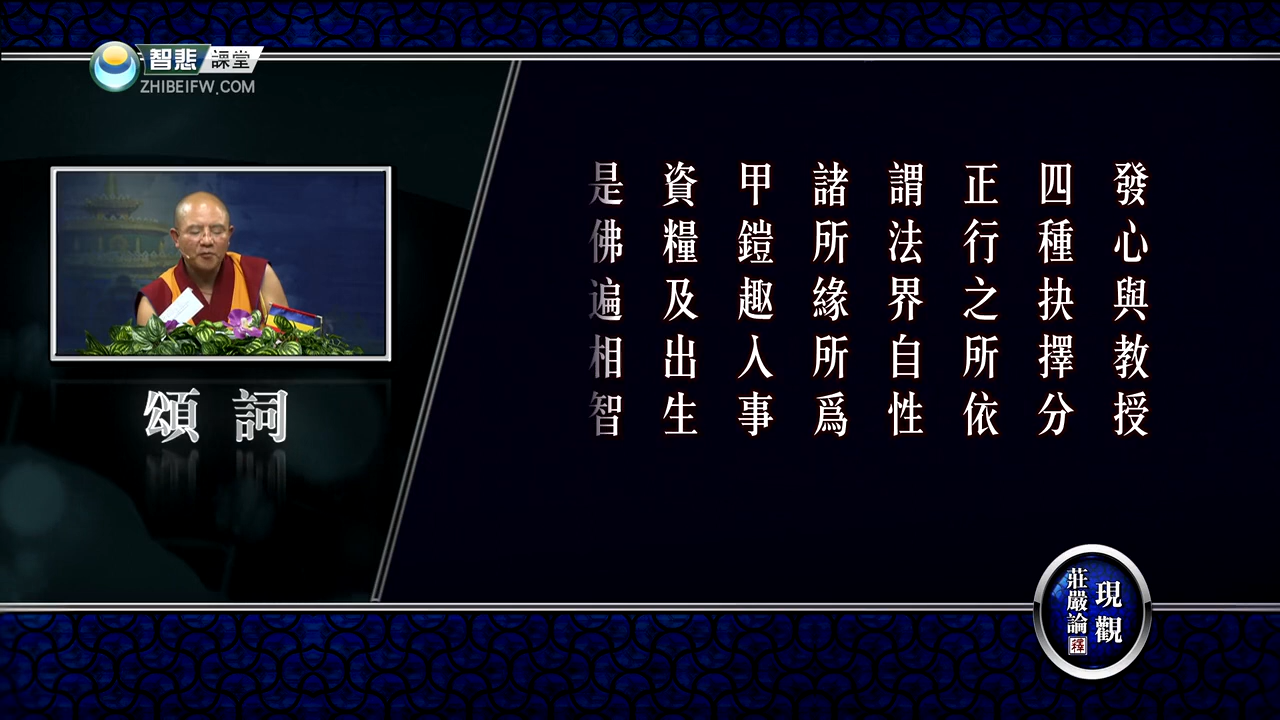 智悲課堂
ZHIBEIFW.COM
發心與教授
四種抉擇分
正行之所依
謂法界自性
諸所緣所爲
甲鎧趣入事
資糧及出生
是佛遍相智
頌詞
現觀
莊嚴論釋